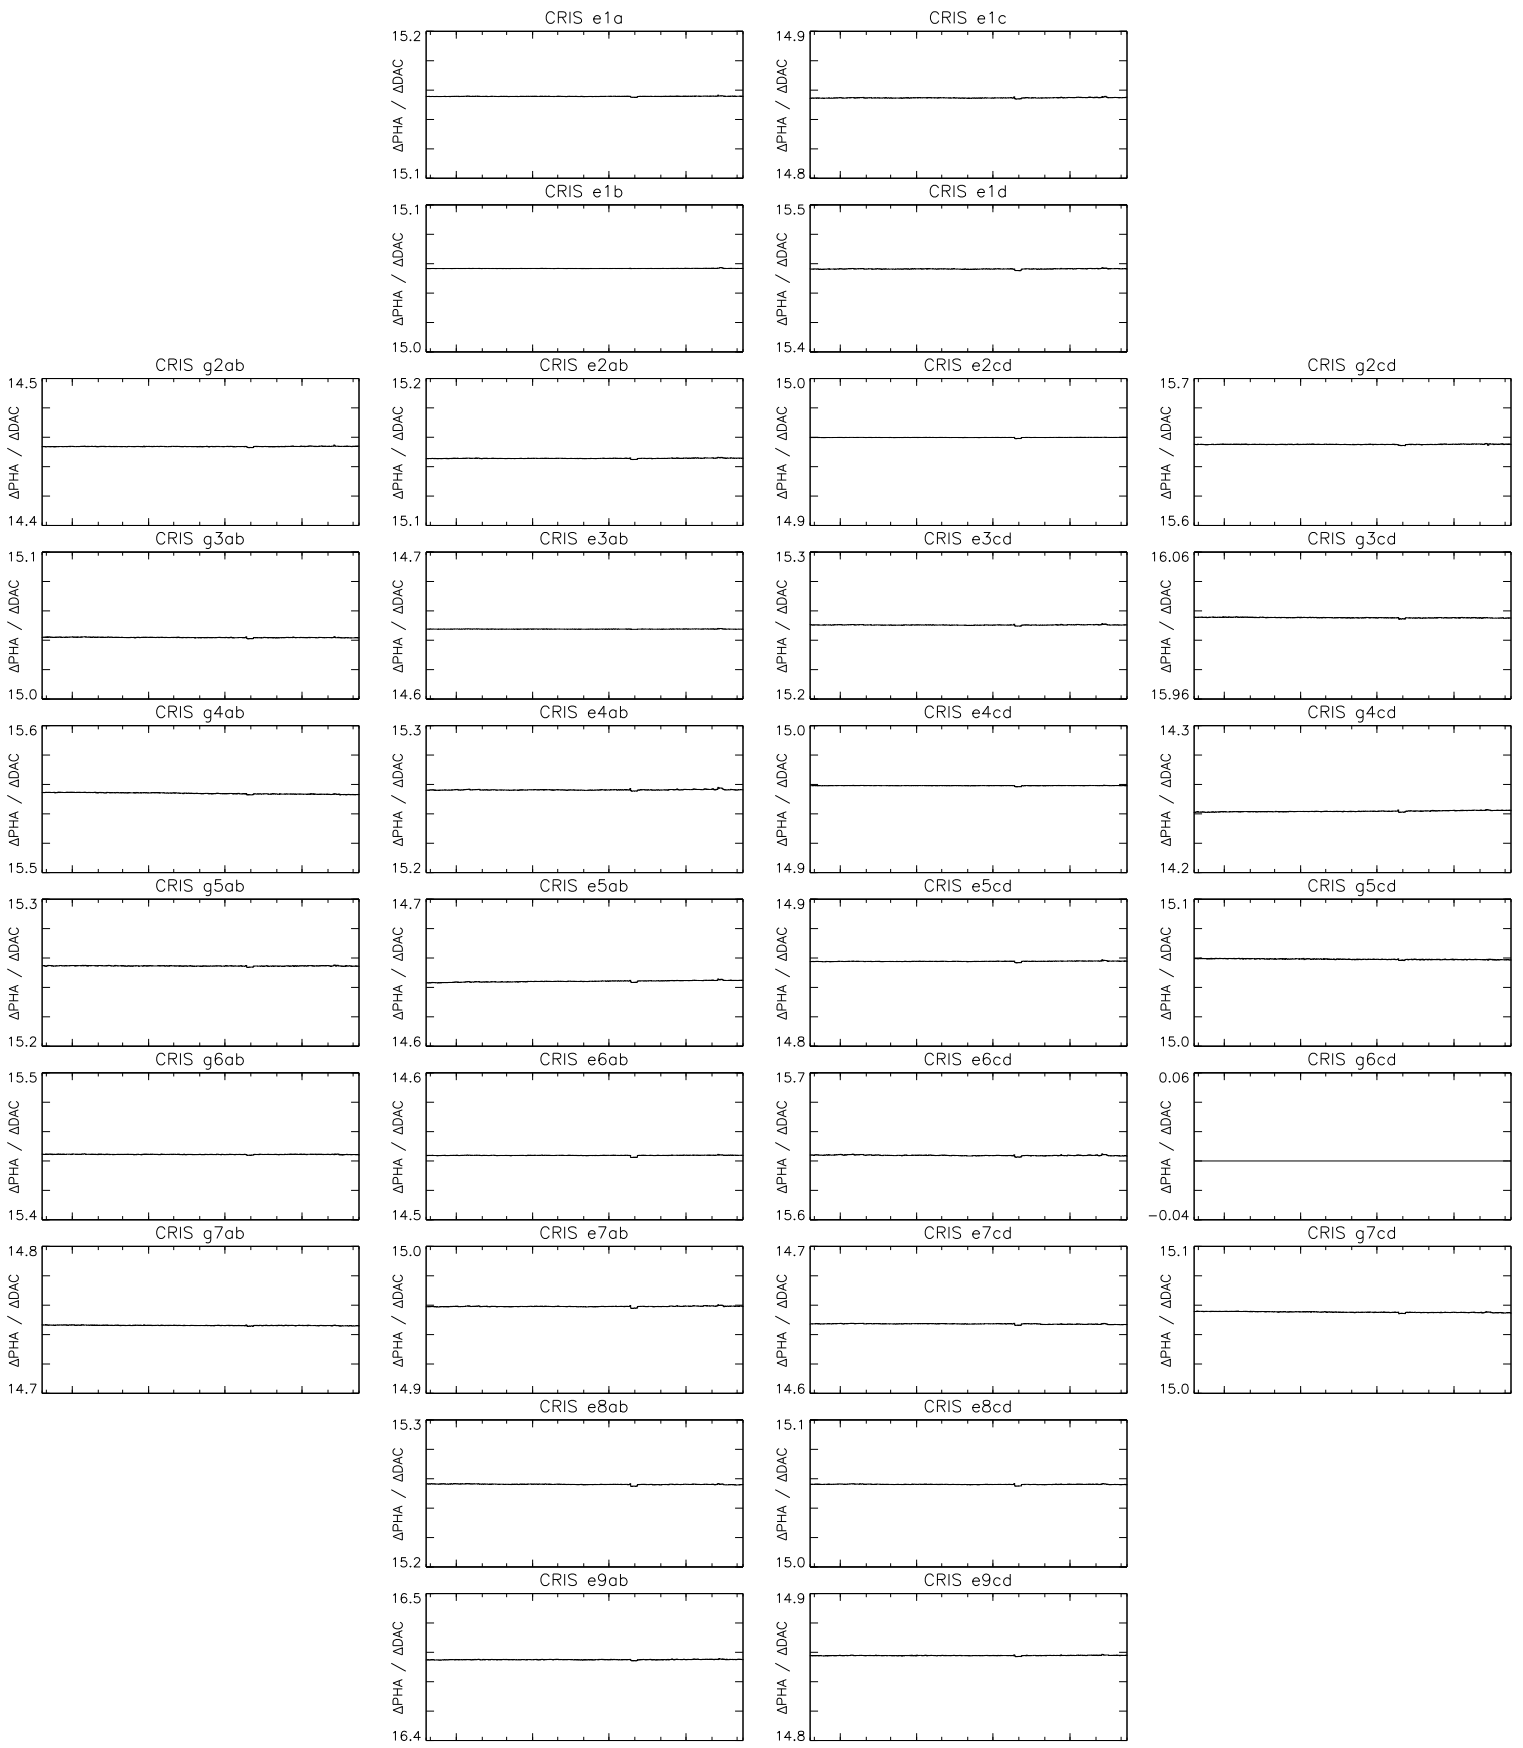 CRIS e1a
15.2
ΔPHA / ΔDAC
15.1
CRIS e1c
14.9
ΔPHA / ΔDAC
14.8
CRIS e1b
15.1
ΔPHA / ΔDAC
15.0
CRIS e1d
15.5
ΔPHA / ΔDAC
15.4
CRIS g2ab
14.5
ΔPHA / ΔDAC
14.4
CRIS e2ab
15.2
ΔPHA / ΔDAC
15.1
CRIS e2cd
15.0
ΔPHA / ΔDAC
14.9
CRIS g2cd
15.7
ΔPHA / ΔDAC
15.6
CRIS g3ab
15.1
ΔPHA / ΔDAC
15.0
CRIS e3ab
14.7
ΔPHA / ΔDAC
14.6
CRIS e3cd
15.3
ΔPHA / ΔDAC
15.2
CRIS g3cd
16.06
ΔPHA / ΔDAC
15.96
CRIS g4ab
15.6
ΔPHA / ΔDAC
15.5
CRIS e4ab
15.3
ΔPHA / ΔDAC
15.2
CRIS e4cd
15.0
ΔPHA / ΔDAC
14.9
CRIS g4cd
14.3
ΔPHA / ΔDAC
14.2
CRIS g5ab
15.3
ΔPHA / ΔDAC
15.2
CRIS e5ab
14.7
ΔPHA / ΔDAC
14.6
CRIS e5cd
14.9
ΔPHA / ΔDAC
14.8
CRIS g5cd
15.1
ΔPHA / ΔDAC
15.0
CRIS g6ab
15.5
ΔPHA / ΔDAC
15.4
CRIS e6ab
14.6
ΔPHA / ΔDAC
14.5
CRIS e6cd
15.7
ΔPHA / ΔDAC
15.6
CRIS g6cd
0.06
ΔPHA / ΔDAC
−0.04
CRIS g7ab
14.8
ΔPHA / ΔDAC
14.7
CRIS e7ab
15.0
ΔPHA / ΔDAC
14.9
CRIS e7cd
14.7
ΔPHA / ΔDAC
14.6
CRIS g7cd
15.1
ΔPHA / ΔDAC
15.0
CRIS e8ab
15.3
ΔPHA / ΔDAC
15.2
CRIS e8cd
15.1
ΔPHA / ΔDAC
15.0
CRIS e9ab
16.5
ΔPHA / ΔDAC
16.4
CRIS e9cd
14.9
ΔPHA / ΔDAC
14.8